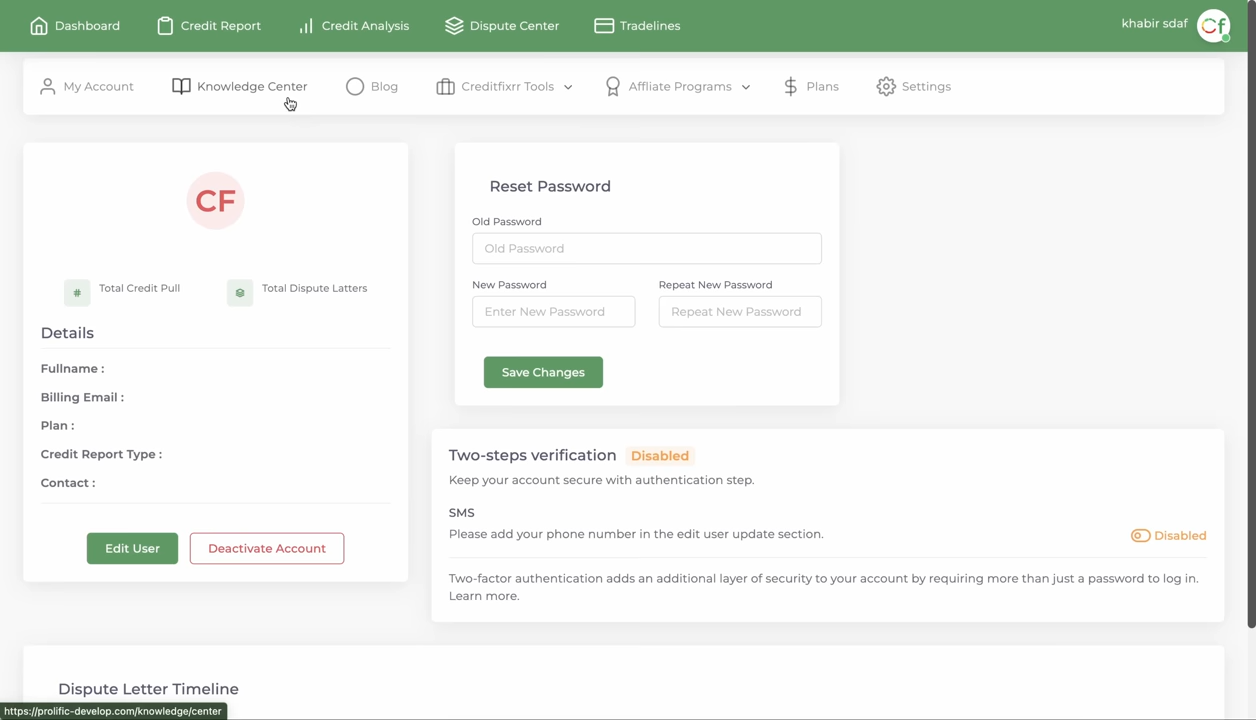 Dashboard
Credit Report
Credit Analysis
Dispute Center
Tradelines
khabir sdaf
Cf
My Account
Knowledge Center
Blog
Creditfixrr Tools
Affliate Programs
Plans
Settings
CF
Total Credit Pull
Total Dispute Latters
Details
Fullname :
Billing Email :
Plan :
Credit Report Type :
Contact :
Edit User
Deactivate Account
Reset Password
Old Password
Old Password
New Password
Repeat New Password
Enter New Password
Repeat New Password
Save Changes
Two-steps verification Disabled
Keep your account secure with authentication step.
SMS
Please add your phone number in the edit user update section.
Disabled
Two-factor authentication adds an additional layer of security to your account by requiring more than just a password to log in.
Learn more.
Dispute Letter Timeline
https://prolific-develop.com/knowledge/center